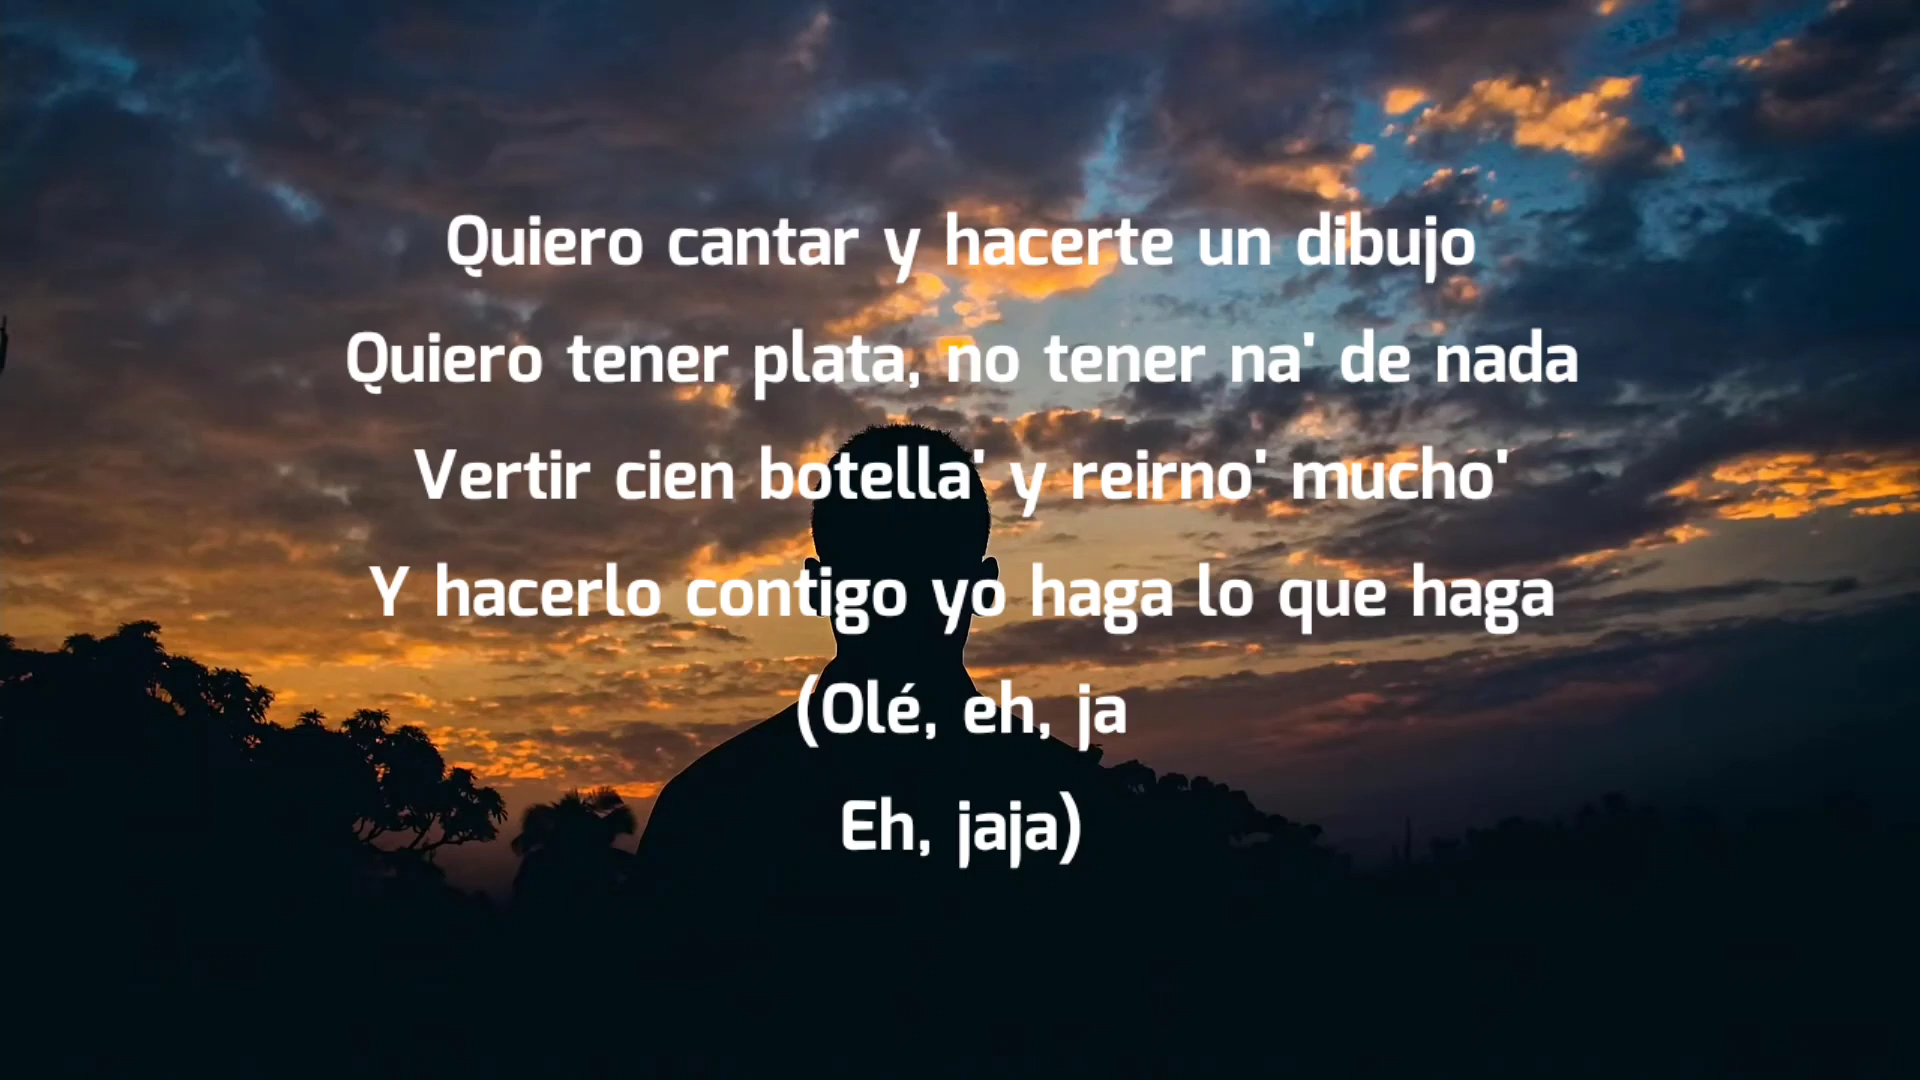 Quiero cantar y hacerte un dibujo
Quiero tener plata, no tener na' de nada
Vertir cien botella' y reirno' mucho'
Y hacerlo contigo yo haga lo que haga
(Olé, eh, ja
Eh, jaja)